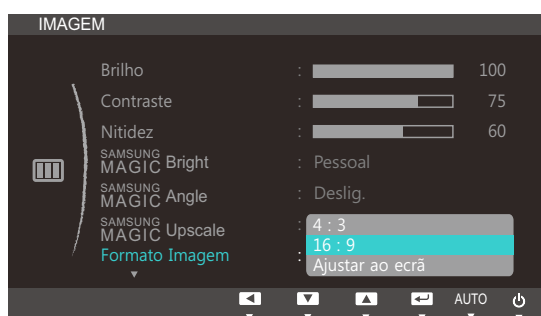 IMAGEM
Brilho : 100
Contraste : 75
Nitidez : 60
SAMSUNG MAGIC Bright : Pessoal
SAMSUNG MAGIC Angle : Deslig.
SAMSUNG MAGIC Upscale : 4 : 3
16 : 9
Formato Imagem : Ajustar ao ecrã
AUTO